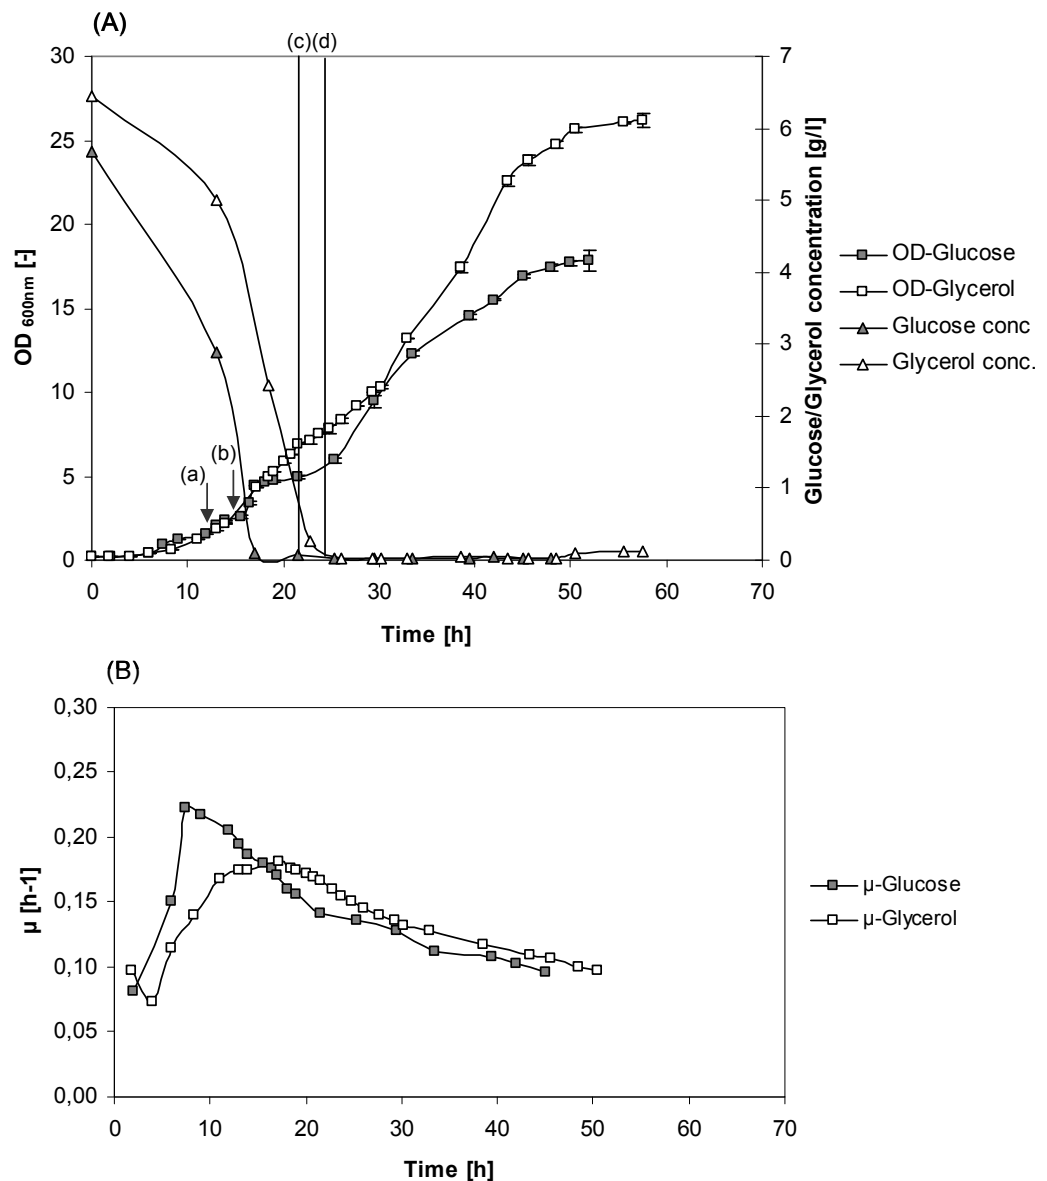 (A)
(c)(d)
30
25
20
15
10
5
0
OD 600nm [-]
7
6
5
4
3
2
1
0
Glucose/Glycerol concentration [g/l]
(a)
(b)
0 10 20 30 40 50 60 70
Time [h]
OD-Glucose
OD-Glycerol
Glucose conc
Glycerol conc.
(B)
0,30
0,25
0,20
0,15
0,10
0,05
0,00
µ [h-1]
0 10 20 30 40 50 60 70
Time [h]
µ-Glucose
µ-Glycerol